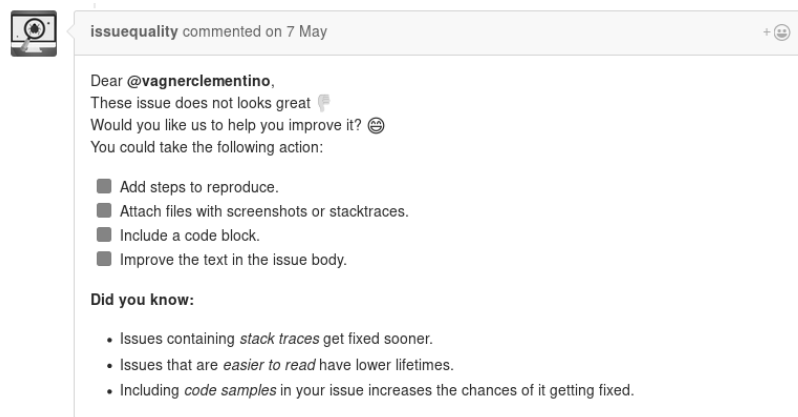 issuequality commented on 7 May
Dear @vagnerclementino,
These issue does not looks great 👎
Would you like us to help you improve it? 😄
You could take the following action:
Add steps to reproduce.
Attach files with screenshots or stacktraces.
Include a code block.
Improve the text in the issue body.
Did you know:
• Issues containing stack traces get fixed sooner.
• Issues that are easier to read have lower lifetimes.
• Including code samples in your issue increases the chances of it getting fixed.